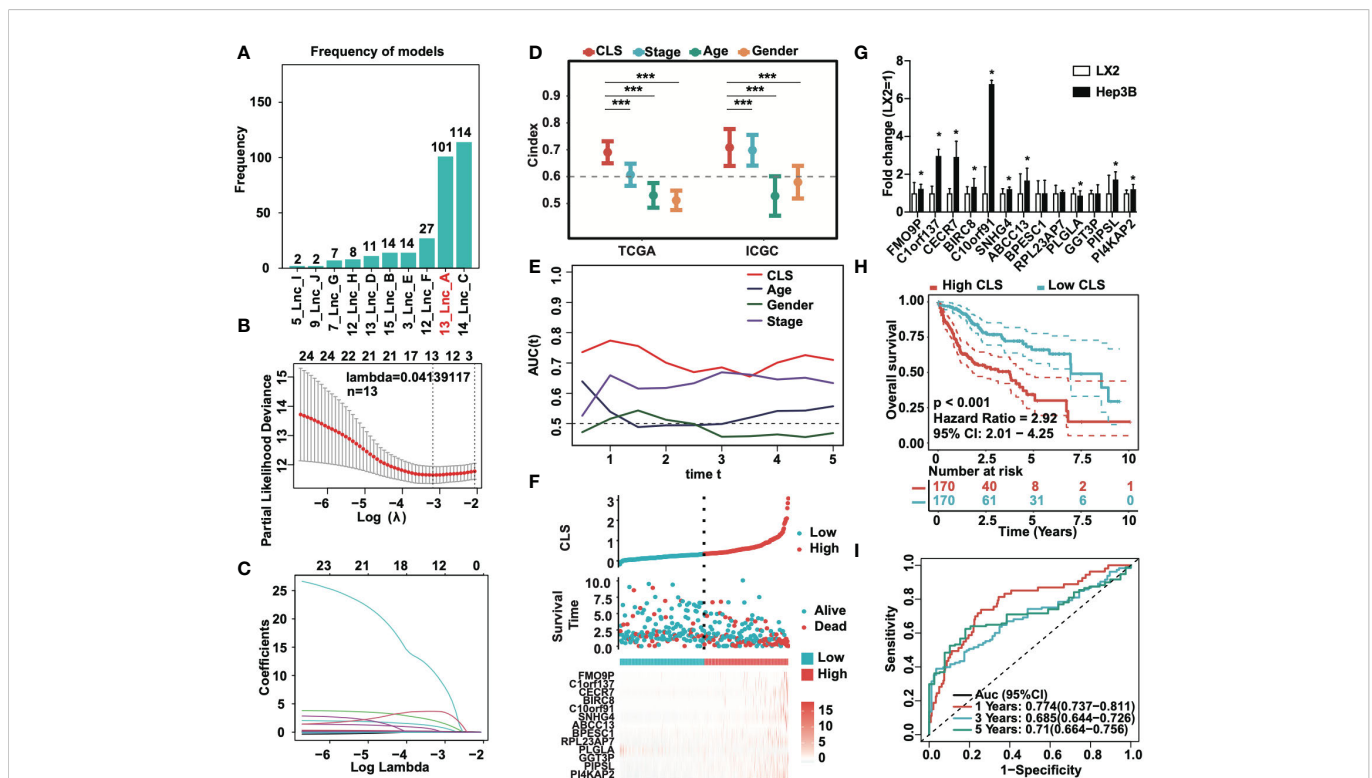 A
Frequency of models
Frequency
150
100
50
0
2
2
7
8
11
14
14
27
101
114
5_Lnc_I
9_Lnc_J
7_Lnc_G
12_Lnc_H
13_Lnc_D
15_Lnc_B
3_Lnc_E
12_Lnc_F
13_Lnc_A
14_Lnc_C
B
24 24 22 21 21 17 13 12 3
lambda=0.04139117
n=13
Partial Likelihood Deviance
15
14
13
12
−6 −5 −4 −3 −2
Log (λ)
C
23 21 18 12 0
Coefficients
25
20
15
10
5
0
−6 −5 −4 −3 −2
Log Lambda
D
CLS Stage Age Gender
Cindex
0.9
0.8
0.7
0.6
0.5
***
***
***
***
***
***
TCGA ICGC
E
AUC(t)
1.0
0.9
0.8
0.7
0.6
0.5
0.4
CLS
Age
Gender
Stage
1 2 3 4 5
time t
F
CLS
3
2
1
0
Low
High
Survival
Time
10.0
7.5
5.0
2.5
0.0
Alive
Dead
Low
High
FMO9P
C1orf137
CECR7
BIRC8
C10orf91
SNHG4
ABCC13
BPESC1
RPL23AP7
PLGLA
GGT3P
PIPSL
PI4KAP2
15
10
5
0
G
Fold change (LX2=1)
8
6
4
2
0
LX2
Hep3B
*
*
*
*
*
*
*
*
*
*
FMO9P
C1orf137
CECR7
BIRC8
C10orf91
SNHG4
ABCC13
BPESC1
RPL23AP7
PLGLA
GGT3P
PIPSL
PI4KAP2
H
High CLS Low CLS
Overall survival
1.00
0.75
0.50
0.25
0.00
p < 0.001
Hazard Ratio = 2.92
95% CI: 2.01 − 4.25
0 2.5 5 7.5 10
Number at risk
170 40 8 2 1
170 61 31 6 0
0 2.5 5 7.5 10
Time (Years)
I
Sensitivity
1.0
0.8
0.6
0.4
0.2
0.0
Auc (95%CI)
1 Years: 0.774(0.737−0.811)
3 Years: 0.685(0.644−0.726)
5 Years: 0.71(0.664−0.756)
0.0 0.2 0.4 0.6 0.8 1.0
1−Specificity